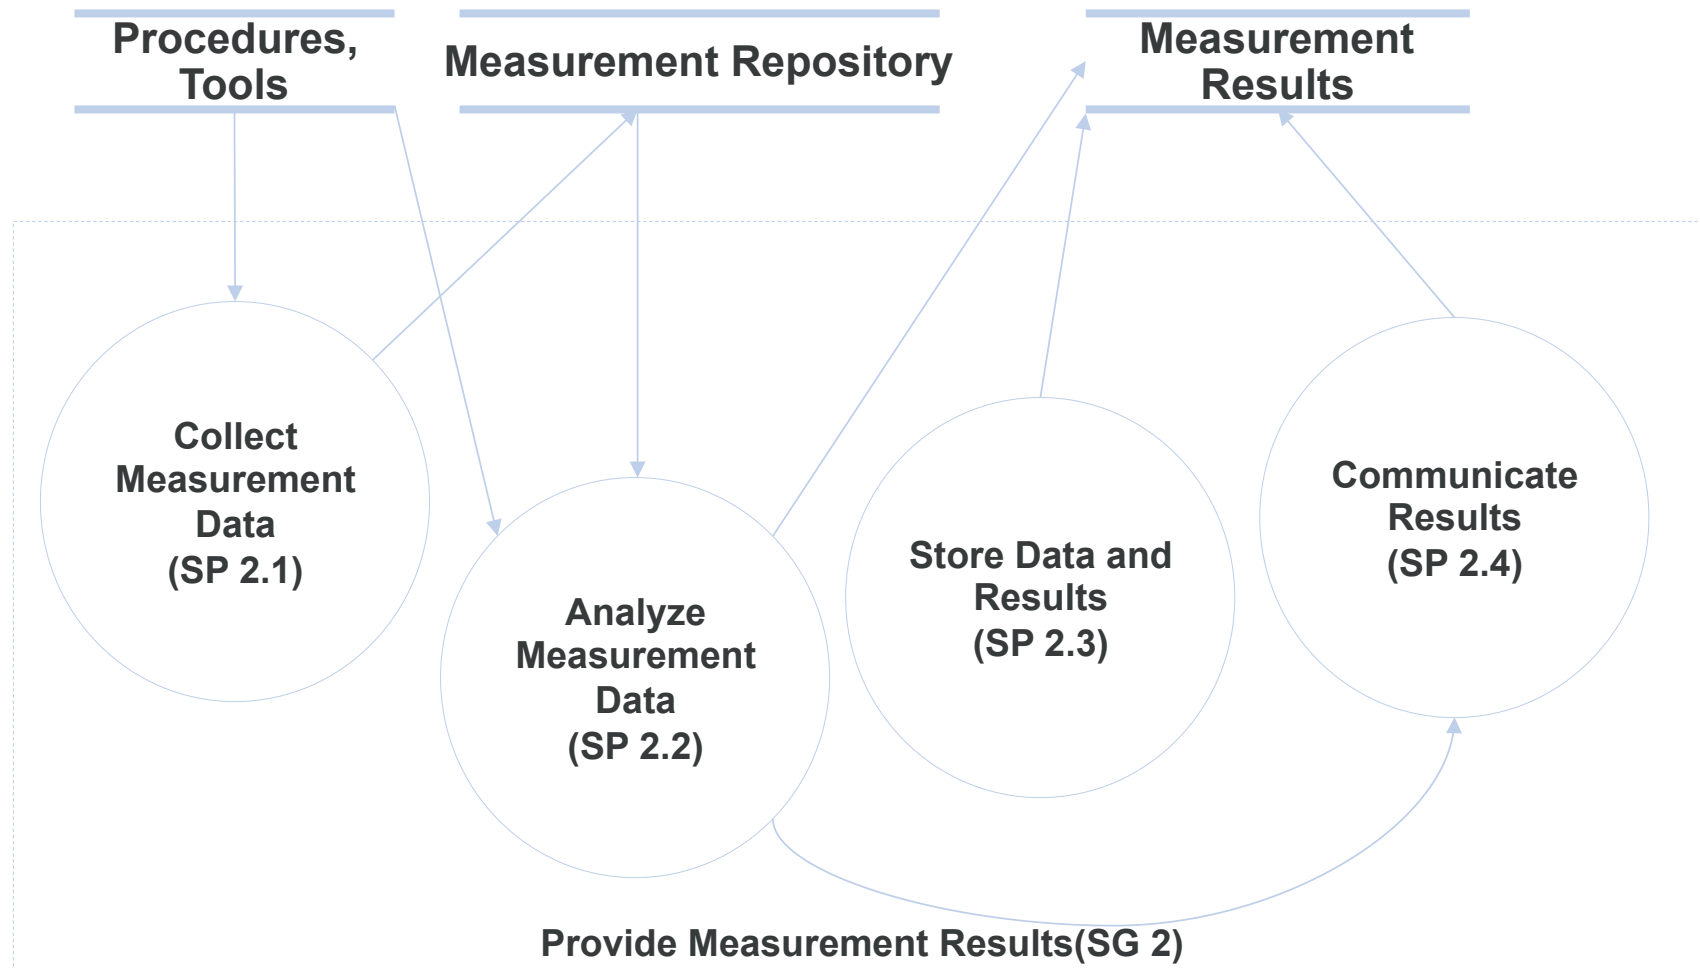 Procedures,
Tools
Measurement Repository
Measurement
Results
Collect
Measurement
Data
(SP 2.1)
Analyze
Measurement
Data
(SP 2.2)
Store Data and
Results
(SP 2.3)
Communicate
Results
(SP 2.4)
Provide Measurement Results(SG 2)